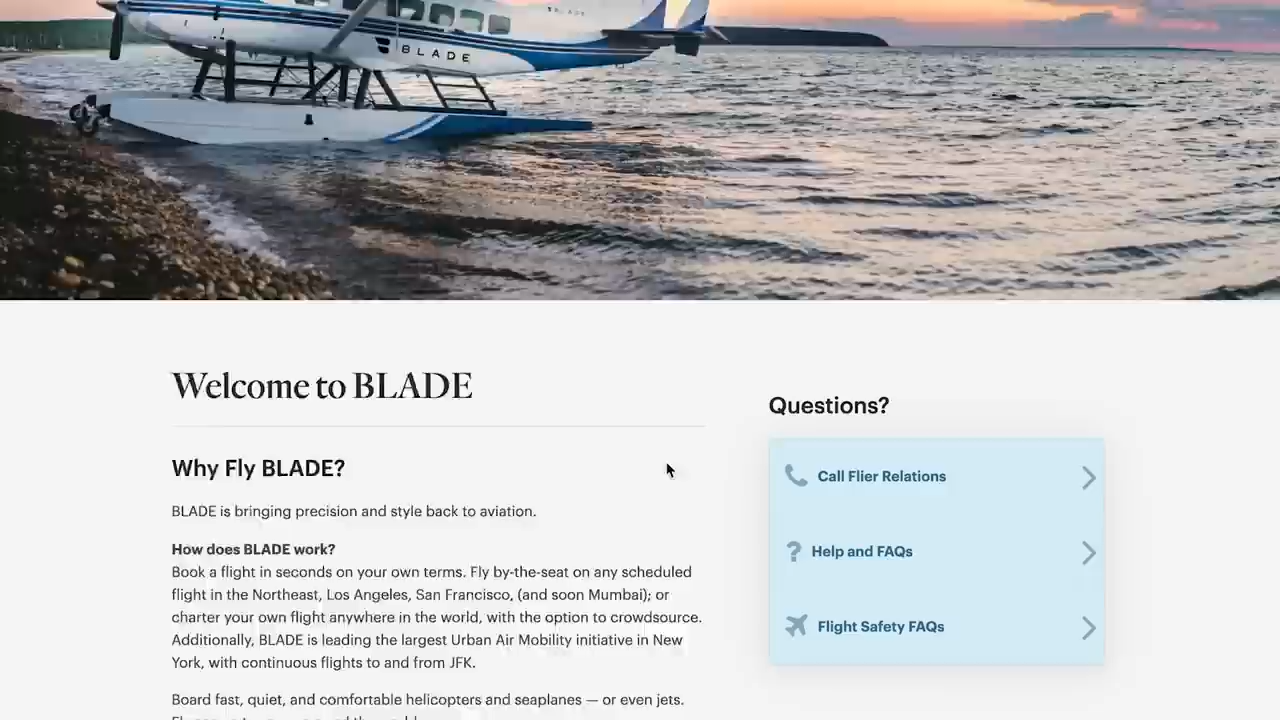 BLADE
BLADE
Welcome to BLADE
Why Fly BLADE?
BLADE is bringing precision and style back to aviation.
How does BLADE work?
Book a flight in seconds on your own terms. Fly by-the-seat on any scheduled
flight in the Northeast, Los Angeles, San Francisco, (and soon Mumbai); or
charter your own flight anywhere in the world, with the option to crowdsource.
Additionally, BLADE is leading the largest Urban Air Mobility initiative in New
York, with continuous flights to and from JFK.
Board fast, quiet, and comfortable helicopters and seaplanes — or even jets.
Questions?
Call Flier Relations
Help and FAQs
Flight Safety FAQs